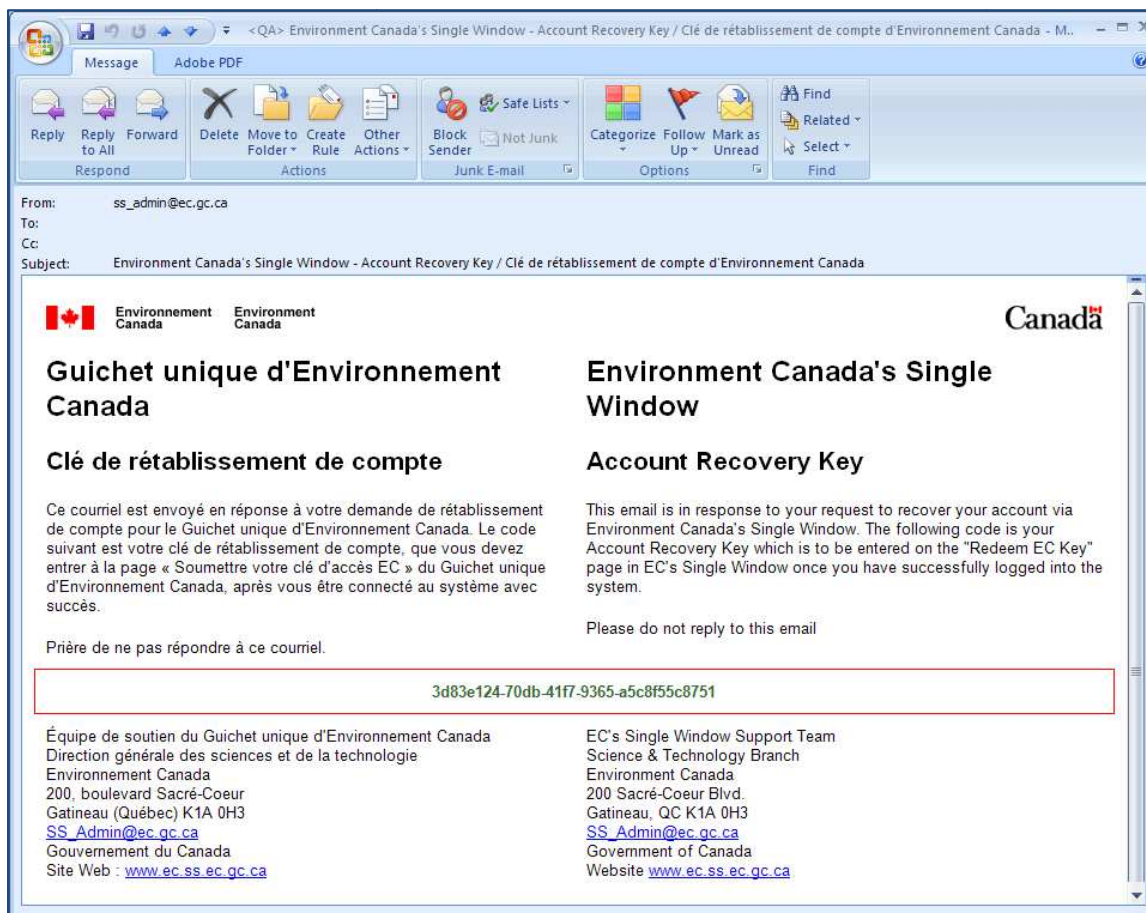 <QA> Environment Canada's Single Window - Account Recovery Key / Clé de rétablissement de compte d'Environnement Canada - M..
Message Adobe PDF
Reply Reply to All Forward Delete Move to Folder Create Rule Other Actions Block Sender Safe Lists Not Junk Categorize Follow Up Mark as Unread Find Related Select
Respond Actions Junk E-mail Options Find
From: ss_admin@ec.gc.ca
To:
Cc:
Subject: Environment Canada's Single Window - Account Recovery Key / Clé de rétablissement de compte d'Environnement Canada
Environnement Canada Environment Canada Canada
Guichet unique d'Environnement
Canada
Clé de rétablissement de compte
Ce courriel est envoyé en réponse à votre demande de rétablissement
de compte pour le Guichet unique d'Environnement Canada. Le code
suivant est votre clé de rétablissement de compte, que vous devez
entrer à la page « Soumettre votre clé d'accès EC » du Guichet unique
d'Environnement Canada, après vous être connecté au système avec
succès.
Prière de ne pas répondre à ce courriel.
Environment Canada's Single
Window
Account Recovery Key
This email is in response to your request to recover your account via
Environment Canada's Single Window. The following code is your
Account Recovery Key which is to be entered on the "Redeem EC Key"
page in EC's Single Window once you have successfully logged into the
system.
Please do not reply to this email
3d83e124-70db-41f7-9365-a5c8f55c8751
Équipe de soutien du Guichet unique d'Environnement Canada
Direction générale des sciences et de la technologie
Environnement Canada
200, boulevard Sacré-Coeur
Gatineau (Québec) K1A 0H3
SS_Admin@ec.gc.ca
Gouvernement du Canada
Site Web : www.ec.ss.ec.gc.ca
EC's Single Window Support Team
Science & Technology Branch
Environment Canada
200 Sacré-Coeur Blvd.
Gatineau, QC K1A 0H3
SS_Admin@ec.gc.ca
Government of Canada
Website www.ec.ss.ec.gc.ca